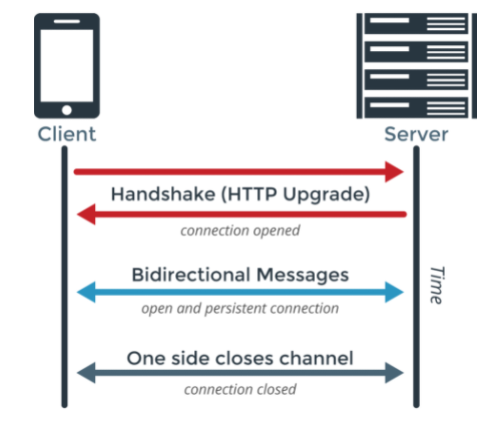 Client
Server
Handshake (HTTP Upgrade)
connection opened
Bidirectional Messages
open and persistent connection
Time
One side closes channel
connection closed